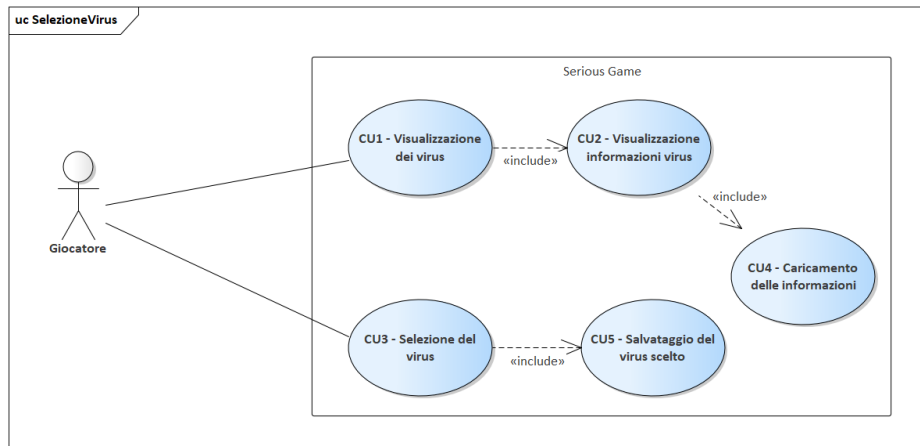 uc SelezioneVirus
Serious Game
CU1 - Visualizzazione
dei virus
«include»
CU2 - Visualizzazione
informazioni virus
«include»
Giocatore
CU4 - Caricamento
delle informazioni
CU3 - Selezione del
virus
«include»
CU5 - Salvataggio del
virus scelto